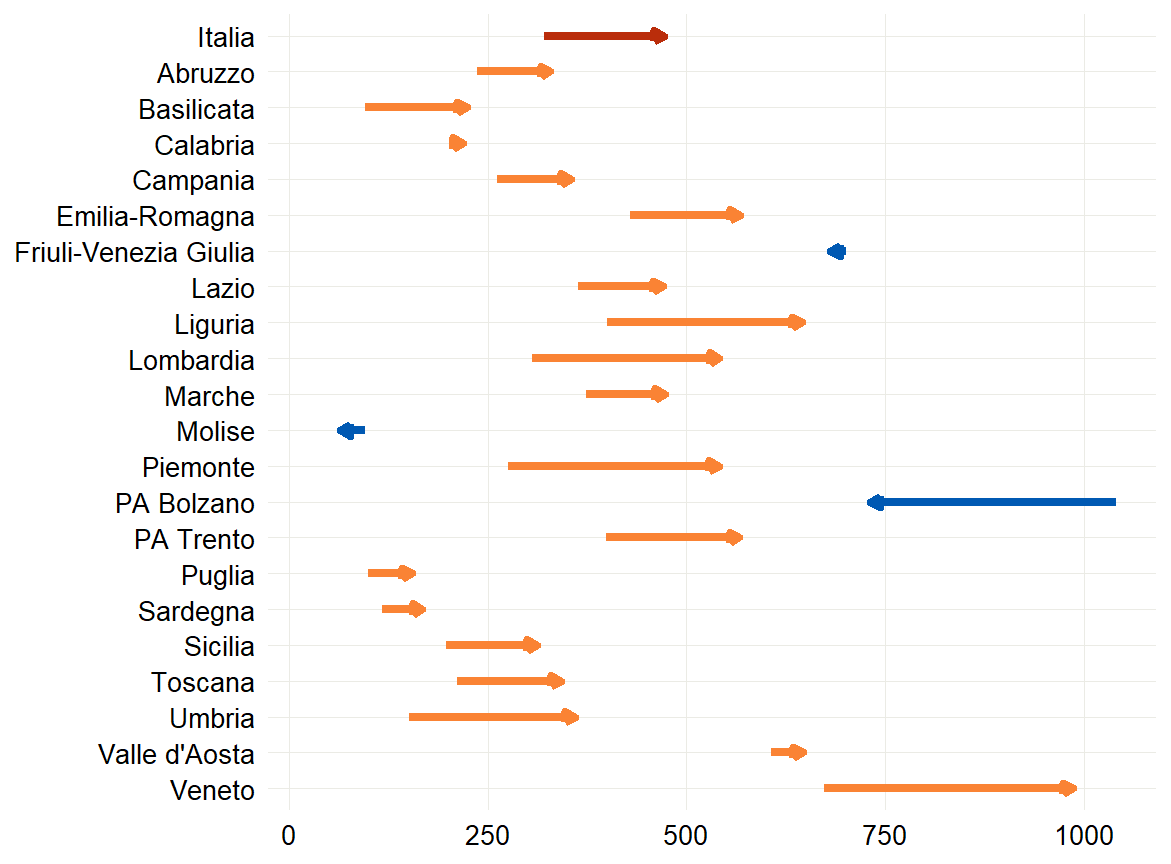 Italia
Abruzzo
Basilicata
Calabria
Campania
Emilia-Romagna
Friuli-Venezia Giulia
Lazio
Liguria
Lombardia
Marche
Molise
Piemonte
PA Bolzano
PA Trento
Puglia
Sardegna
Sicilia
Toscana
Umbria
Valle d'Aosta
Veneto
0 250 500 750 1000